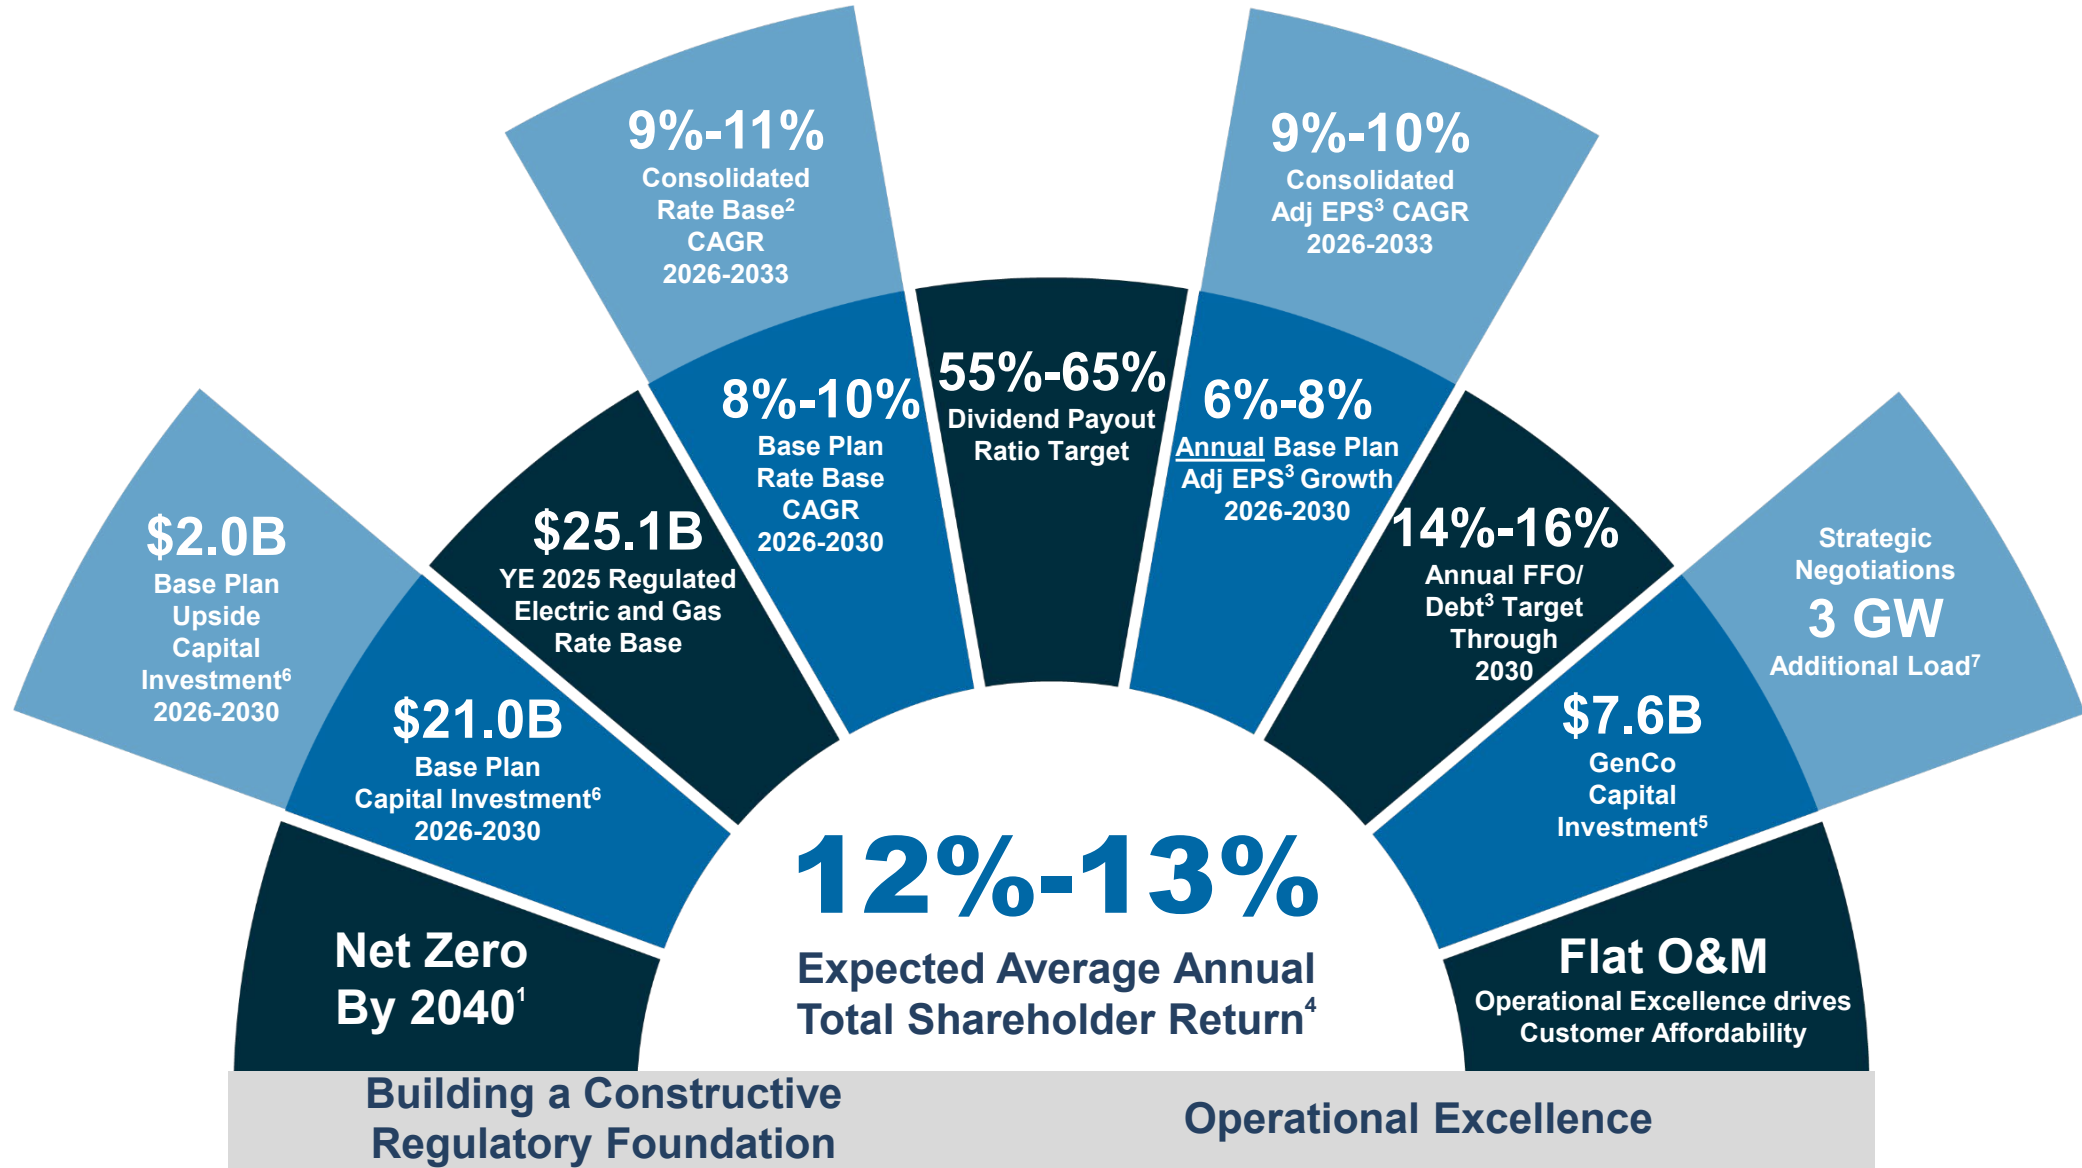 $2.0B
Base Plan
Upside
Capital
Investment⁶
2026-2030
$21.0B
Base Plan
Capital Investment⁶
2026-2030
Net Zero
By 2040¹
$25.1B
YE 2025 Regulated
Electric and Gas
Rate Base
9%-11%
Consolidated
Rate Base²
CAGR
2026-2033
8%-10%
Base Plan
Rate Base
CAGR
2026-2030
55%-65%
Dividend Payout
Ratio Target
9%-10%
Consolidated
Adj EPS³ CAGR
2026-2033
6%-8%
Annual Base Plan
Adj EPS³ Growth
2026-2030
14%-16%
Annual FFO/
Debt³ Target
Through
2030
Strategic
Negotiations
3 GW
Additional Load⁷
$7.6B
GenCo
Capital
Investment⁵
Flat O&M
Operational Excellence drives
Customer Affordability
12%-13%
Expected Average Annual
Total Shareholder Return⁴
Building a Constructive
Regulatory Foundation
Operational Excellence